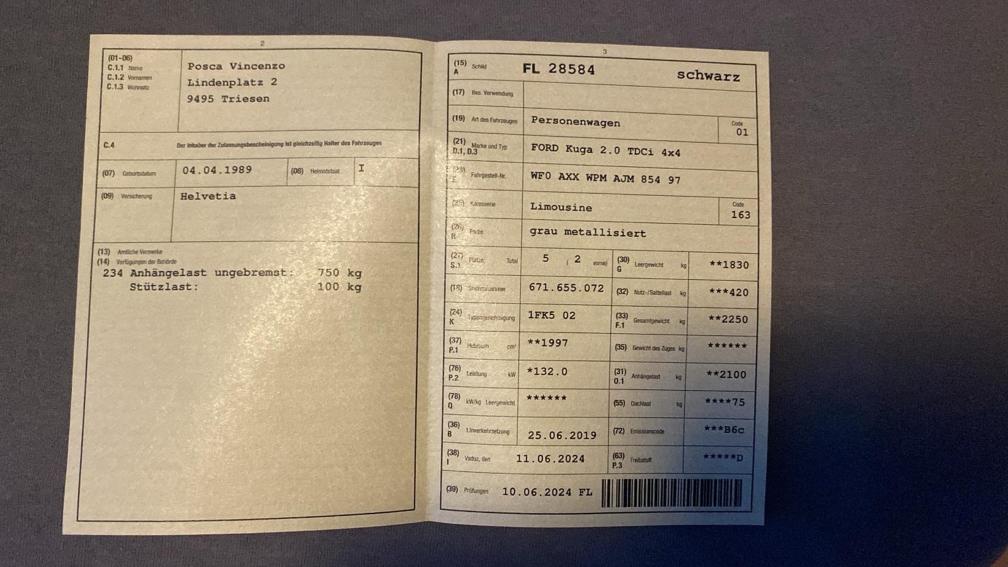 2
(01-06)
C.1.1 Name Posca Vincenzo
C.1.2 Vornamen Lindenplatz 2
C.1.3 Wohnsitz 9495 Triesen
C.4 Der Inhaber der Zulassungsbescheinigung ist gleichzeitig Halter des Fahrzeuges
(07) Geburtsdatum 04.04.1989 (08) Heimatstaat I
(09) Versicherung Helvetia
(13) Amtliche Vermerke
(14) Verfügungen der Behörde
234 Anhängelast ungebremst: 750 kg
Stützlast: 100 kg
3
(15) A Schild FL 28584 schwarz
(17) Bes. Verwendung
(19) Art des Fahrzeuges Personenwagen Code 01
(21) D.1, D.3 Marke und Typ FORD Kuga 2.0 TDCi 4x4
Fahrgestell-Nr. WF0 AXX WPM AJM 854 97
(25) Karosserie Limousine Code 163
(26) R Farbe grau metallisiert
(27) S.1 Plätze: Total 5 ( 2 vorne) (30) G Leergewicht kg **1830
(18) Stammnummer 671.655.072 (32) Nutz-/Sattellast kg ***420
(24) K Typengenehmigung 1FK5 02 (33) F.1 Gesamtgewicht kg **2250
(37) P.1 Hubraum cm³ **1997 (35) Gewicht des Zuges kg ******
(76) P.2 Leistung kW *132.0 (31) O.1 Anhängelast kg **2100
(78) Q kW/kg Leergewicht ****** (55) Dachlast kg ****75
(36) B 1.Inverkehrsetzung 25.06.2019 (72) Emissionscode ***B6c
(38) I Vaduz, den 11.06.2024 (63) P.3 Treibstoff *****D
(39) Prüfungen 10.06.2024 FL